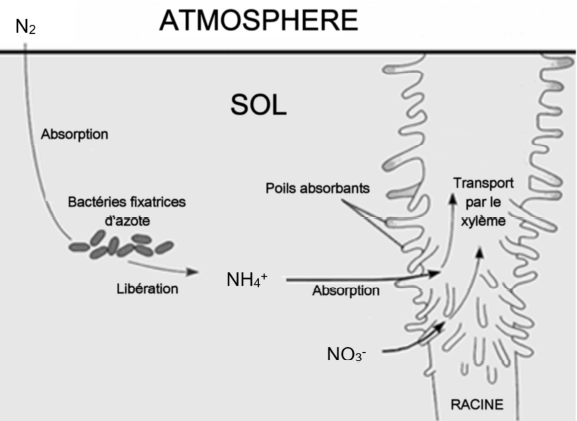 ATMOSPHERE
N₂
SOL
Absorption
Bactéries fixatrices
d'azote
Libération
NH₄⁺
Poils absorbants
Absorption
NO₃⁻
Transport
par le
xylème
RACINE